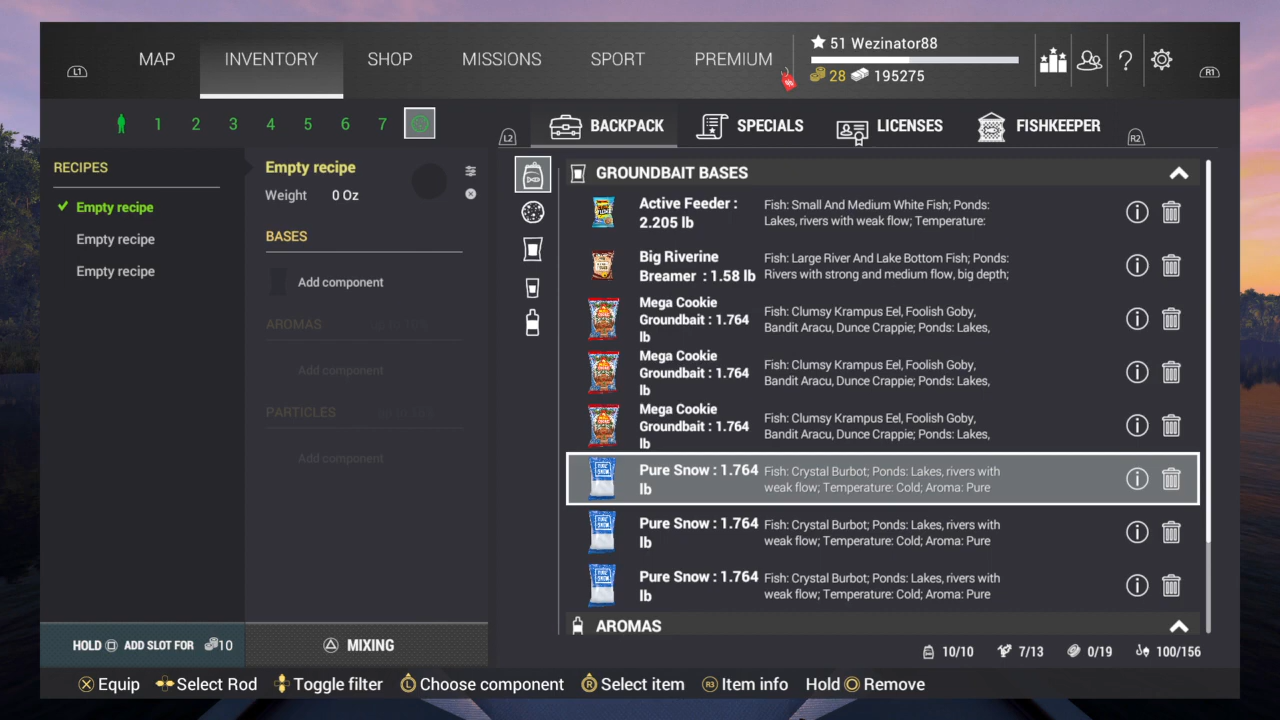 L1
MAP
INVENTORY
SHOP
MISSIONS
SPORT
PREMIUM
51 Wezinator88
28 195275
?
R1
1 2 3 4 5 6 7
L2
BACKPACK
SPECIALS
LICENSES
FISHKEEPER
R2
RECIPES
Empty recipe
Empty recipe
Empty recipe
Empty recipe
Weight 0 Oz
BASES
Add component
AROMAS
Add component
PARTICLES
Add component
GROUNDBAIT BASES
Active Feeder :
2.205 lb
Fish: Small And Medium White Fish; Ponds:
Lakes, rivers with weak flow; Temperature:
Big Riverine
Breamer : 1.58 lb
Fish: Large River And Lake Bottom Fish; Ponds:
Rivers with strong and medium flow, big depth;
Mega Cookie
Groundbait : 1.764
lb
Fish: Clumsy Krampus Eel, Foolish Goby,
Bandit Aracu, Dunce Crappie; Ponds: Lakes,
Mega Cookie
Groundbait : 1.764
lb
Fish: Clumsy Krampus Eel, Foolish Goby,
Bandit Aracu, Dunce Crappie; Ponds: Lakes,
Mega Cookie
Groundbait : 1.764
lb
Fish: Clumsy Krampus Eel, Foolish Goby,
Bandit Aracu, Dunce Crappie; Ponds: Lakes,
Pure Snow : 1.764
lb
Fish: Crystal Burbot; Ponds: Lakes, rivers with
weak flow; Temperature: Cold; Aroma: Pure
Pure Snow : 1.764
lb
Fish: Crystal Burbot; Ponds: Lakes, rivers with
weak flow; Temperature: Cold; Aroma: Pure
Pure Snow : 1.764
lb
Fish: Crystal Burbot; Ponds: Lakes, rivers with
weak flow; Temperature: Cold; Aroma: Pure
AROMAS
HOLD ADD SLOT FOR 10
MIXING
10/10 7/13 0/19 100/156
Equip Select Rod Toggle filter L Choose component R Select item R3 Item info Hold Remove